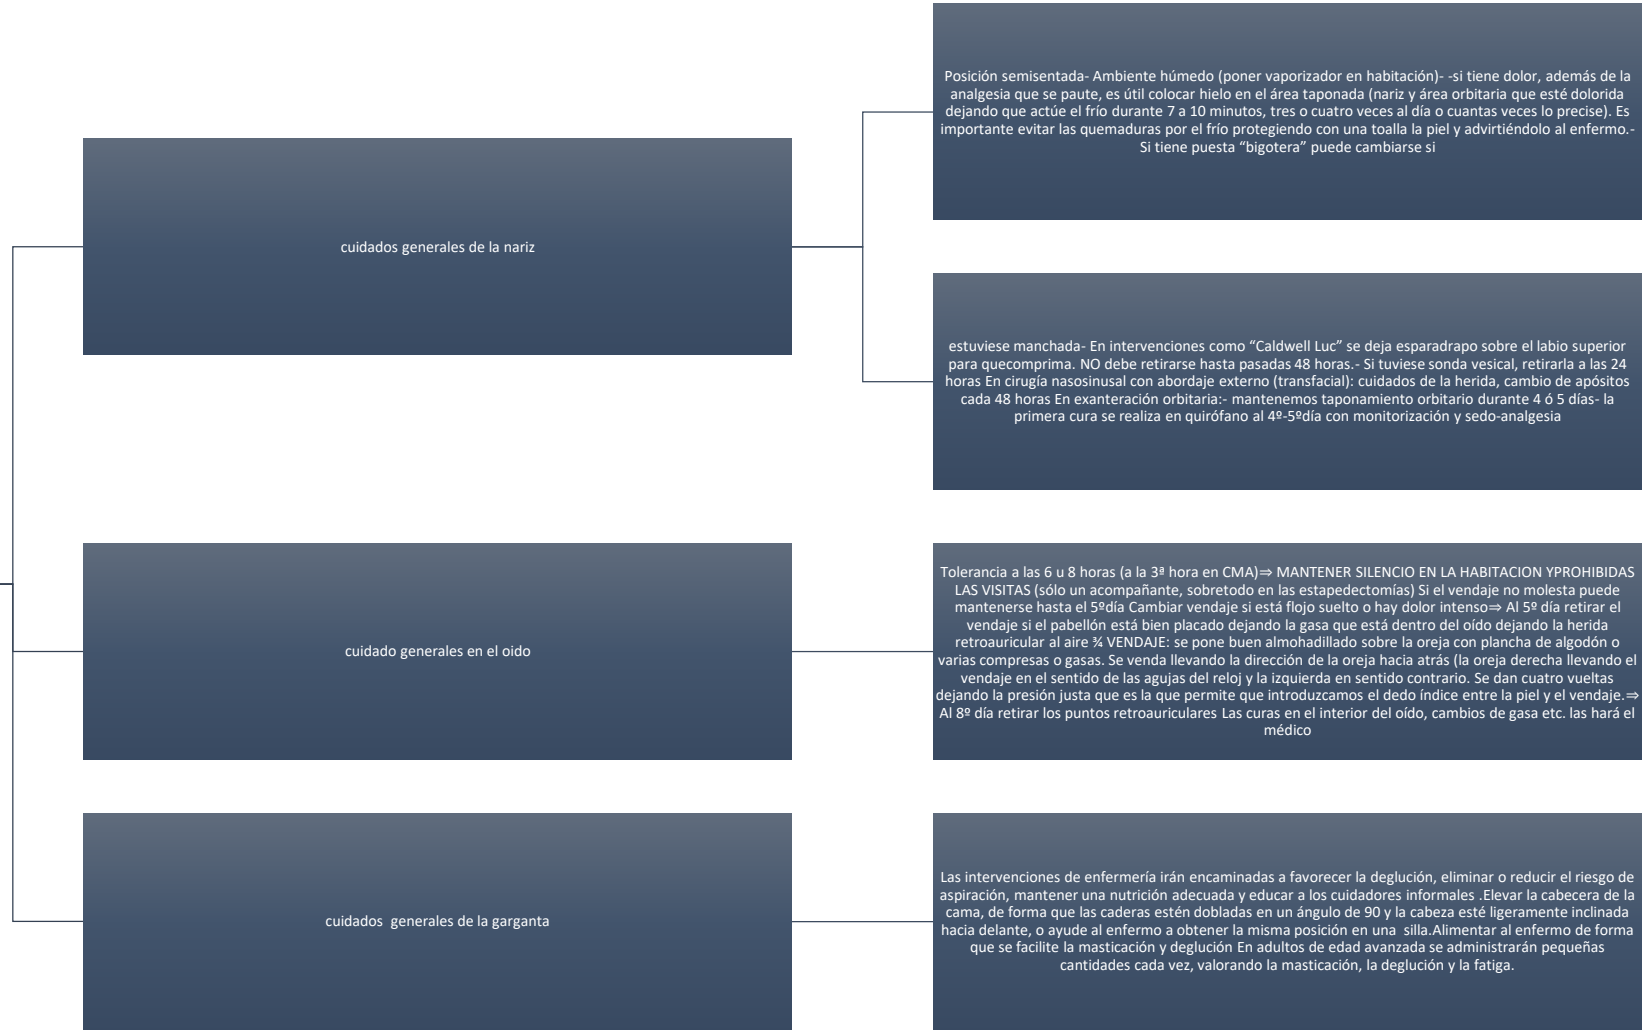 cuidados generales de la nariz
Posición semisentada- Ambiente húmedo (poner vaporizador en habitación)- -si tiene dolor, además de la
analgesia que se paute, es útil colocar hielo en el área taponada (nariz y área orbitaria que esté dolorida
dejando que actúe el frío durante 7 a 10 minutos, tres o cuatro veces al día o cuantas veces lo precise). Es
importante evitar las quemaduras por el frío protegiendo con una toalla la piel y advirtiéndolo al enfermo.-
Si tiene puesta “bigotera” puede cambiarse si
estuviese manchada- En intervenciones como “Caldwell Luc” se deja esparadrapo sobre el labio superior
para quecomprima. NO debe retirarse hasta pasadas 48 horas.- Si tuviese sonda vesical, retirarla a las 24
horas En cirugía nasosinusal con abordaje externo (transfacial): cuidados de la herida, cambio de apósitos
cada 48 horas En exanteración orbitaria:- mantenemos taponamiento orbitario durante 4 ó 5 días- la
primera cura se realiza en quirófano al 4º-5ºdía con monitorización y sedo-analgesia
cuidado generales en el oido
Tolerancia a las 6 u 8 horas (a la 3ª hora en CMA)⇒ MANTENER SILENCIO EN LA HABITACION YPROHIBIDAS
LAS VISITAS (sólo un acompañante, sobretodo en las estapedectomías) Si el vendaje no molesta puede
mantenerse hasta el 5ºdía Cambiar vendaje si está flojo suelto o hay dolor intenso⇒ Al 5º día retirar el
vendaje si el pabellón está bien placado dejando la gasa que está dentro del oído dejando la herida
retroauricular al aire ¾ VENDAJE: se pone buen almohadillado sobre la oreja con plancha de algodón o
varias compresas o gasas. Se venda llevando la dirección de la oreja hacia atrás (la oreja derecha llevando el
vendaje en el sentido de las agujas del reloj y la izquierda en sentido contrario. Se dan cuatro vueltas
dejando la presión justa que es la que permite que introduzcamos el dedo índice entre la piel y el vendaje.⇒
Al 8º día retirar los puntos retroauriculares Las curas en el interior del oído, cambios de gasa etc. las hará el
médico
cuidados  generales de la garganta
Las intervenciones de enfermería irán encaminadas a favorecer la deglución, eliminar o reducir el riesgo de
aspiración, mantener una nutrición adecuada y educar a los cuidadores informales .Elevar la cabecera de la
cama, de forma que las caderas estén dobladas en un ángulo de 90 y la cabeza esté ligeramente inclinada
hacia delante, o ayude al enfermo a obtener la misma posición en una  silla.Alimentar al enfermo de forma
que se facilite la masticación y deglución En adultos de edad avanzada se administrarán pequeñas
cantidades cada vez, valorando la masticación, la deglución y la fatiga.